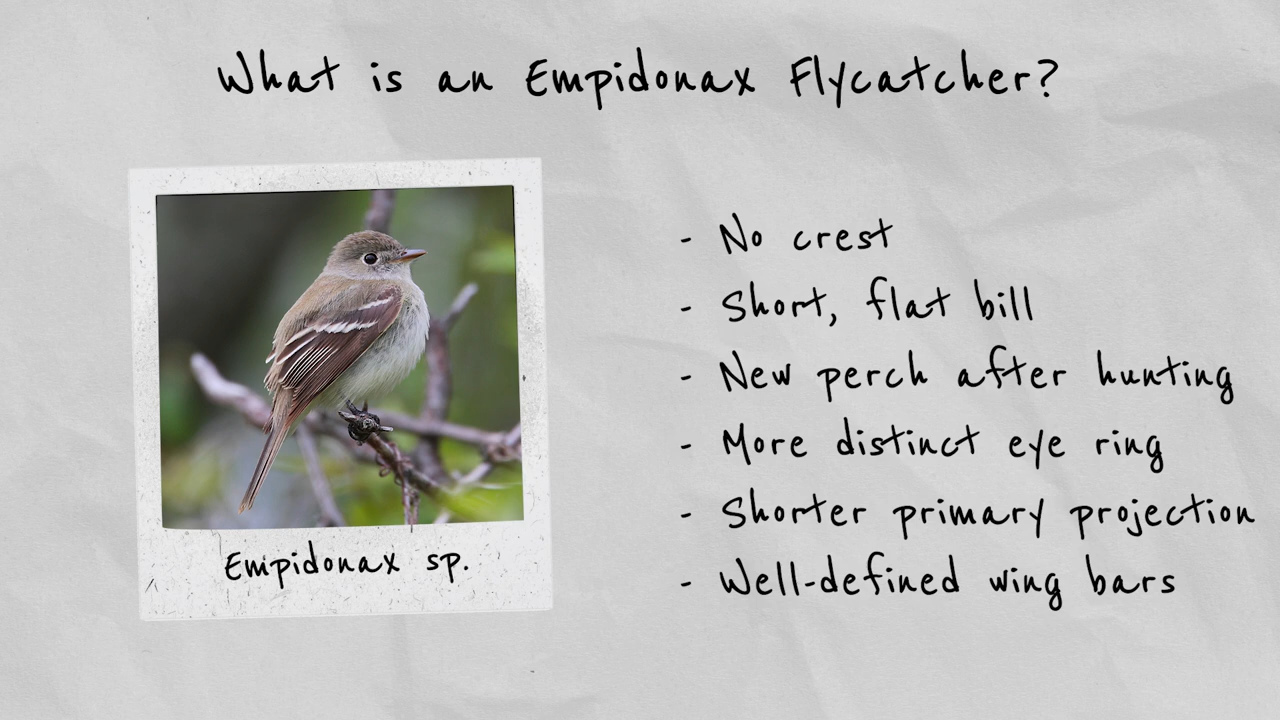 What is an Empidonax Flycatcher?
Empidonax sp.
- No crest
- Short, flat bill
- New perch after hunting
- More distinct eye ring
- Shorter primary projection
- Well-defined wing bars